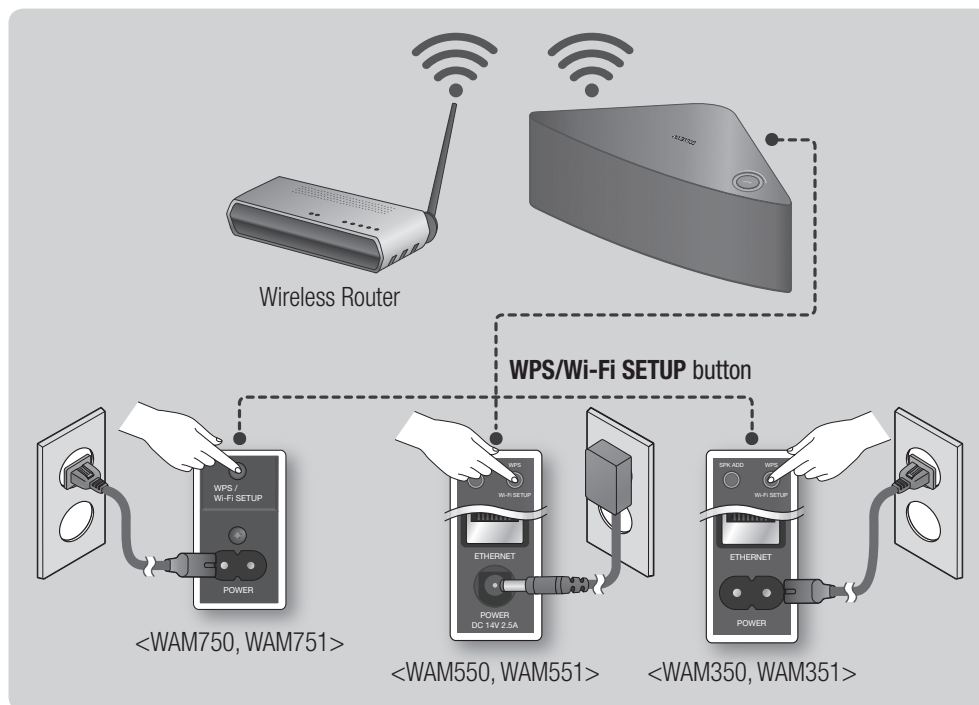 Wireless Router
WPS/Wi-Fi SETUP button
WPS /
Wi-Fi SETUP
POWER
<WAM750, WAM751>
WPS
Wi-Fi SETUP
ETHERNET
POWER
DC 14V 2.5A
<WAM550, WAM551>
SPK ADD
WPS
Wi-Fi SETUP
ETHERNET
POWER
<WAM350, WAM351>